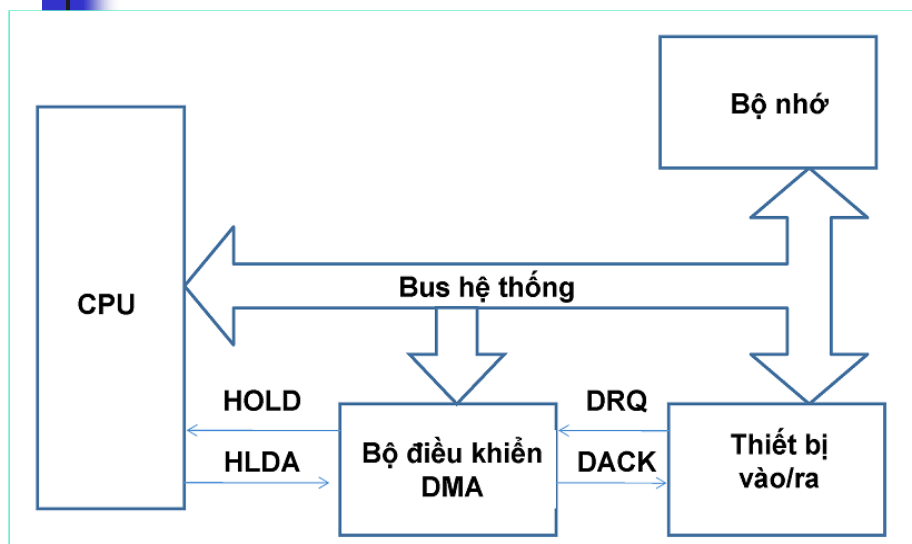 Bộ nhớ
CPU
Bus hệ thống
HOLD
HLDA
Bộ điều khiển
DMA
DRQ
DACK
Thiết bị
vào/ra